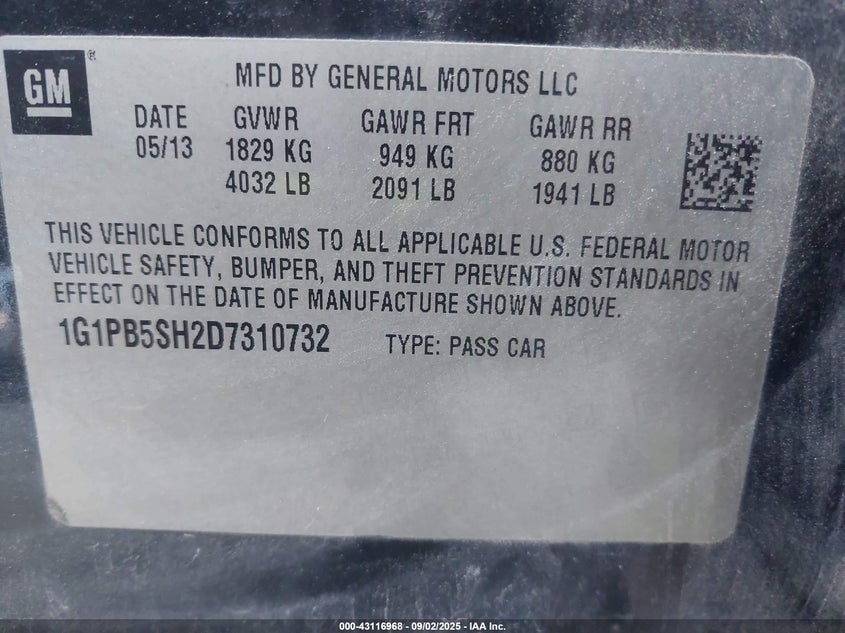 GM ®
MFD BY GENERAL MOTORS LLC
DATE GVWR GAWR FRT GAWR RR
05/13 1829 KG 949 KG 880 KG
4032 LB 2091 LB 1941 LB
THIS VEHICLE CONFORMS TO ALL APPLICABLE U.S. FEDERAL MOTOR
VEHICLE SAFETY, BUMPER, AND THEFT PREVENTION STANDARDS IN
EFFECT ON THE DATE OF MANUFACTURE SHOWN ABOVE.
1G1PB5SH2D7310732 TYPE: PASS CAR
000-43116968 - 09/02/2025 - IAA Inc.